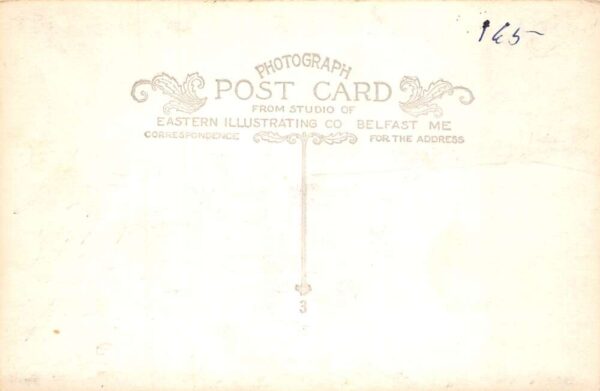 165
PHOTOGRAPH
POST CARD
FROM STUDIO OF
EASTERN ILLUSTRATING CO BELFAST ME
CORRESPONDENCE FOR THE ADDRESS
3